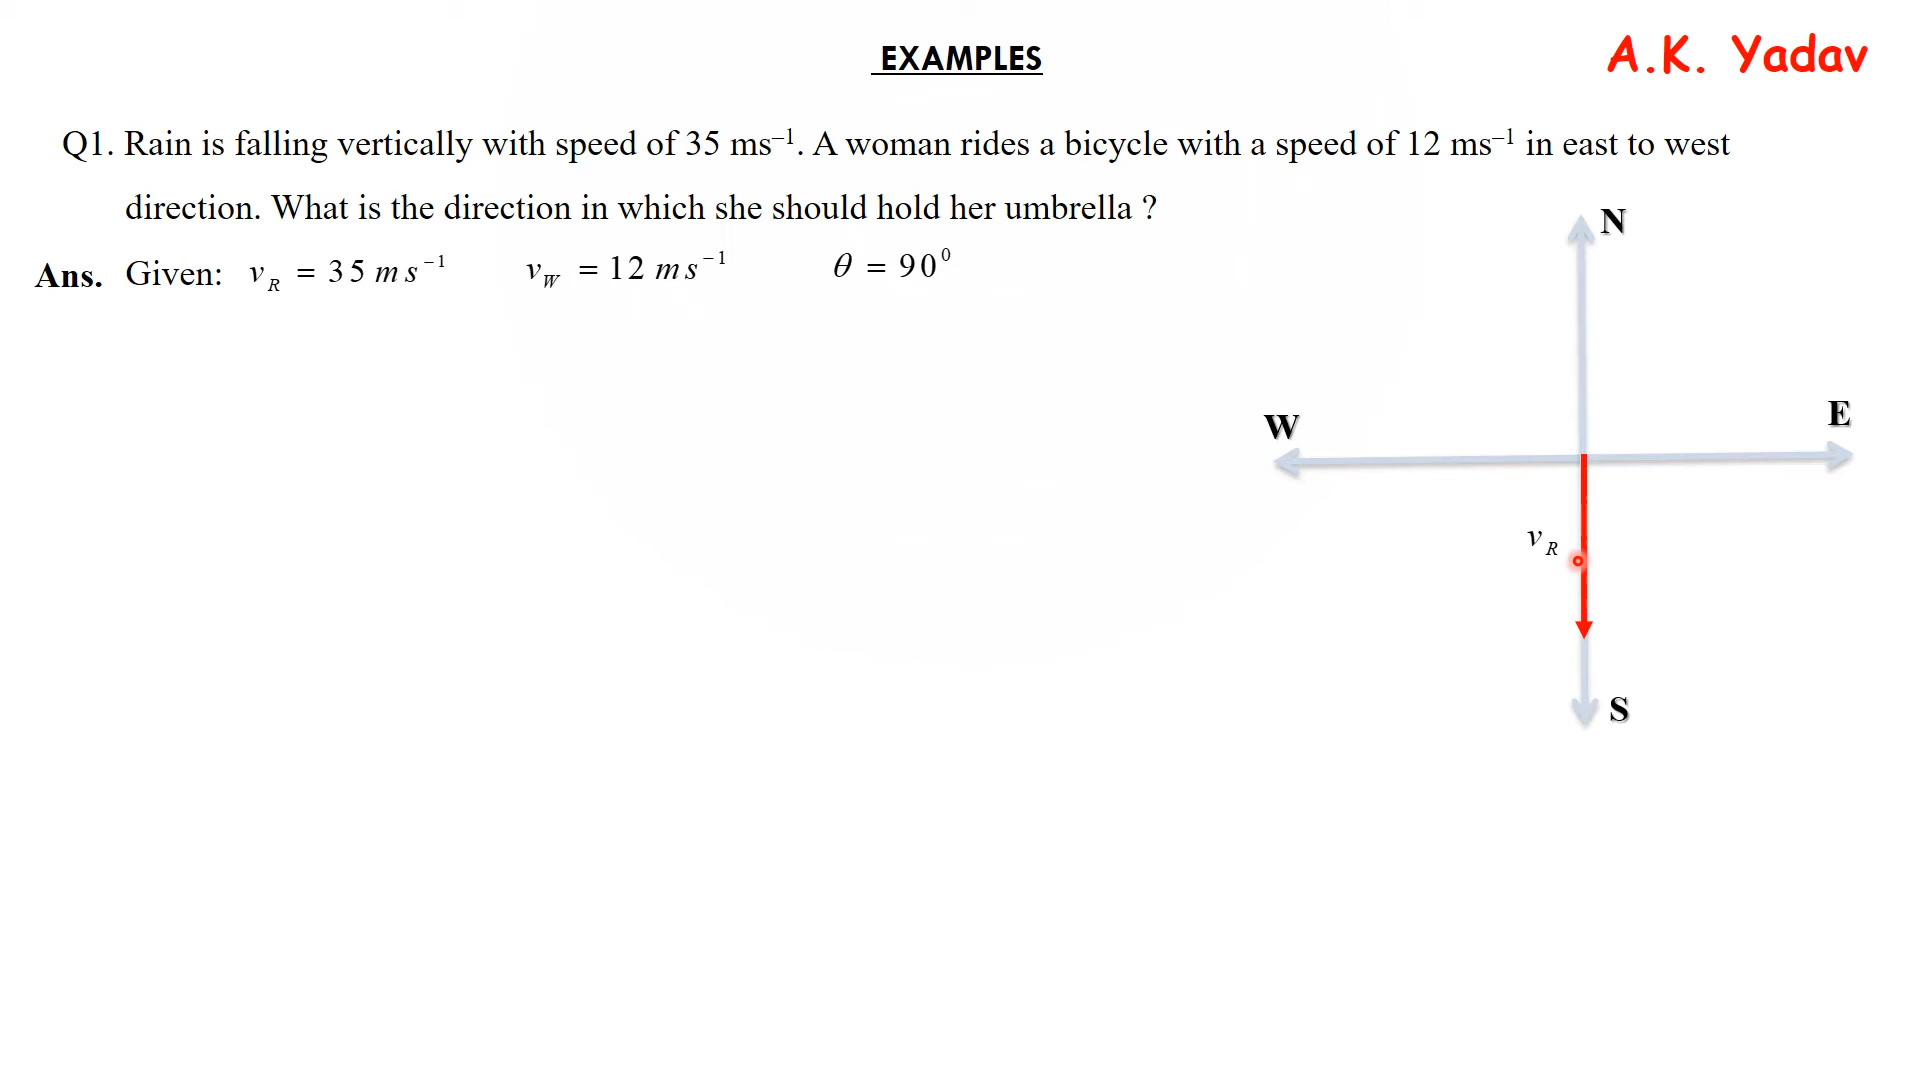 EXAMPLES
A.K. Yadav
Q1. Rain is falling vertically with speed of 35 ms⁻¹. A woman rides a bicycle with a speed of 12 ms⁻¹ in east to west
direction. What is the direction in which she should hold her umbrella ?
Ans. Given: v_R = 35 ms⁻¹ v_W = 12 ms⁻¹ θ = 90⁰
N
W
E
v_R
S